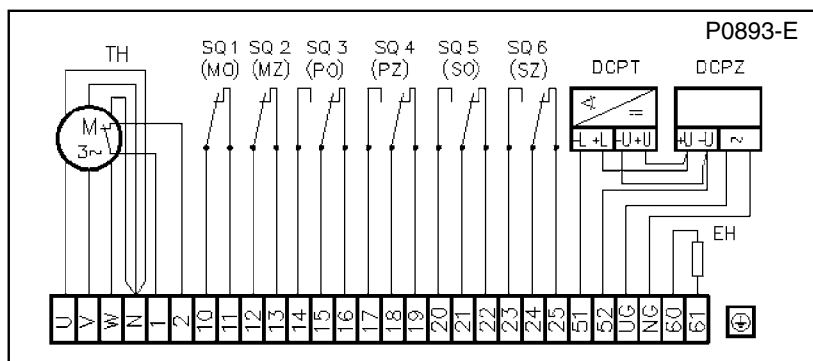 P0893-E
TH
SQ 1 SQ 2 SQ 3 SQ 4 SQ 5 SQ 6
(MO) (MZ) (PO) (PZ) (SO) (SZ)
DCPT DCPZ
M
3~
-L +L -U +U +U -U ~
EH
U V W N 1 2 10 11 12 13 14 15 16 17 18 19 20 21 22 23 24 25 51 52 UG NG 60 61